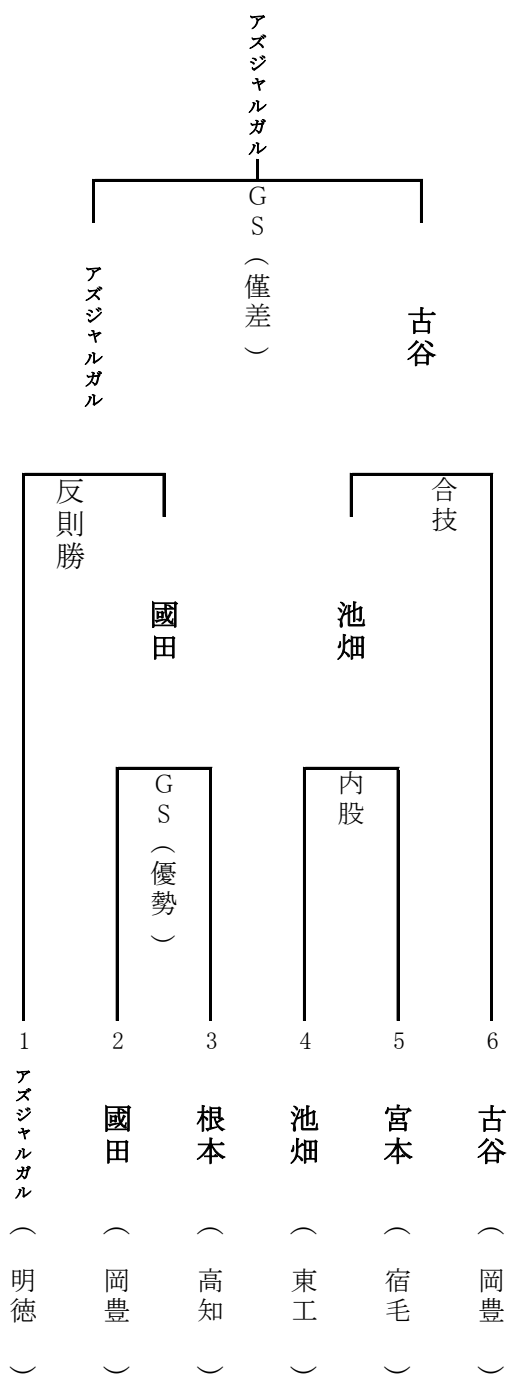 アズジャルガル
GS（僅差）
アズジャルガル
古谷
反則勝
合技
國田
池畑
GS（優勢）
内股
1 2 3 4 5 6
アズジャルガル（明徳）
國田（岡豊）
根本（高知）
池畑（東工）
宮本（宿毛）
古谷（岡豊）